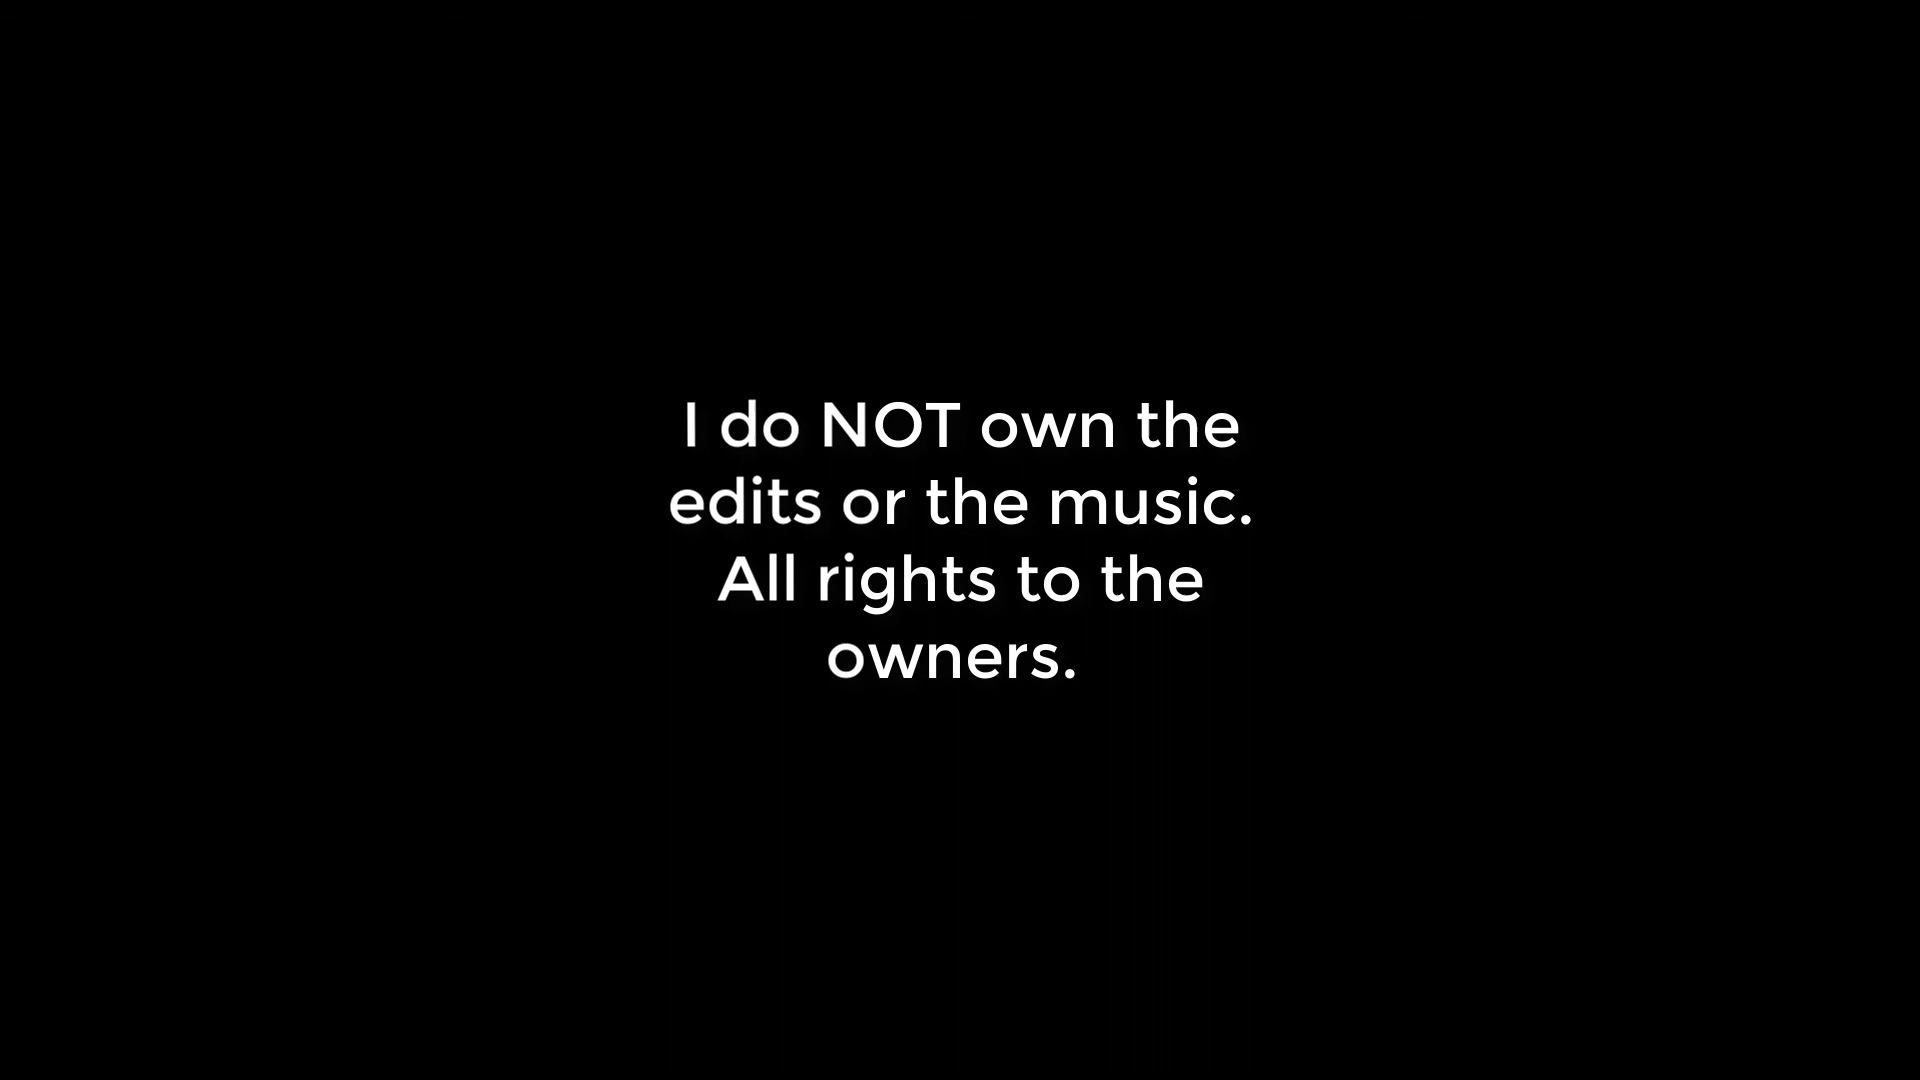 I do NOT own the
edits or the music.
All rights to the
owners.